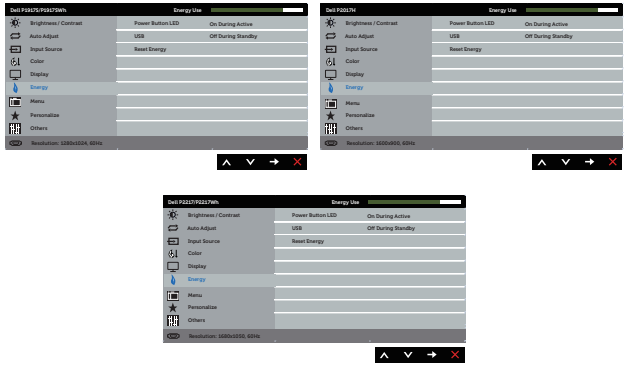 Dell P1917S/P1917SWh Energy Use
Brightness / Contrast Power Button LED On During Active
Auto Adjust USB Off During Standby
Input Source Reset Energy
Color
Display
Energy
Menu
Personalize
Others
Resolution: 1280x1024, 60Hz
Dell P2017H Energy Use
Brightness / Contrast Power Button LED On During Active
Auto Adjust USB Off During Standby
Input Source Reset Energy
Color
Display
Energy
Menu
Personalize
Others
Resolution: 1600x900, 60Hz
Dell P2217/P2217Wh Energy Use
Brightness / Contrast Power Button LED On During Active
Auto Adjust USB Off During Standby
Input Source Reset Energy
Color
Display
Energy
Menu
Personalize
Others
Resolution: 1680x1050, 60Hz